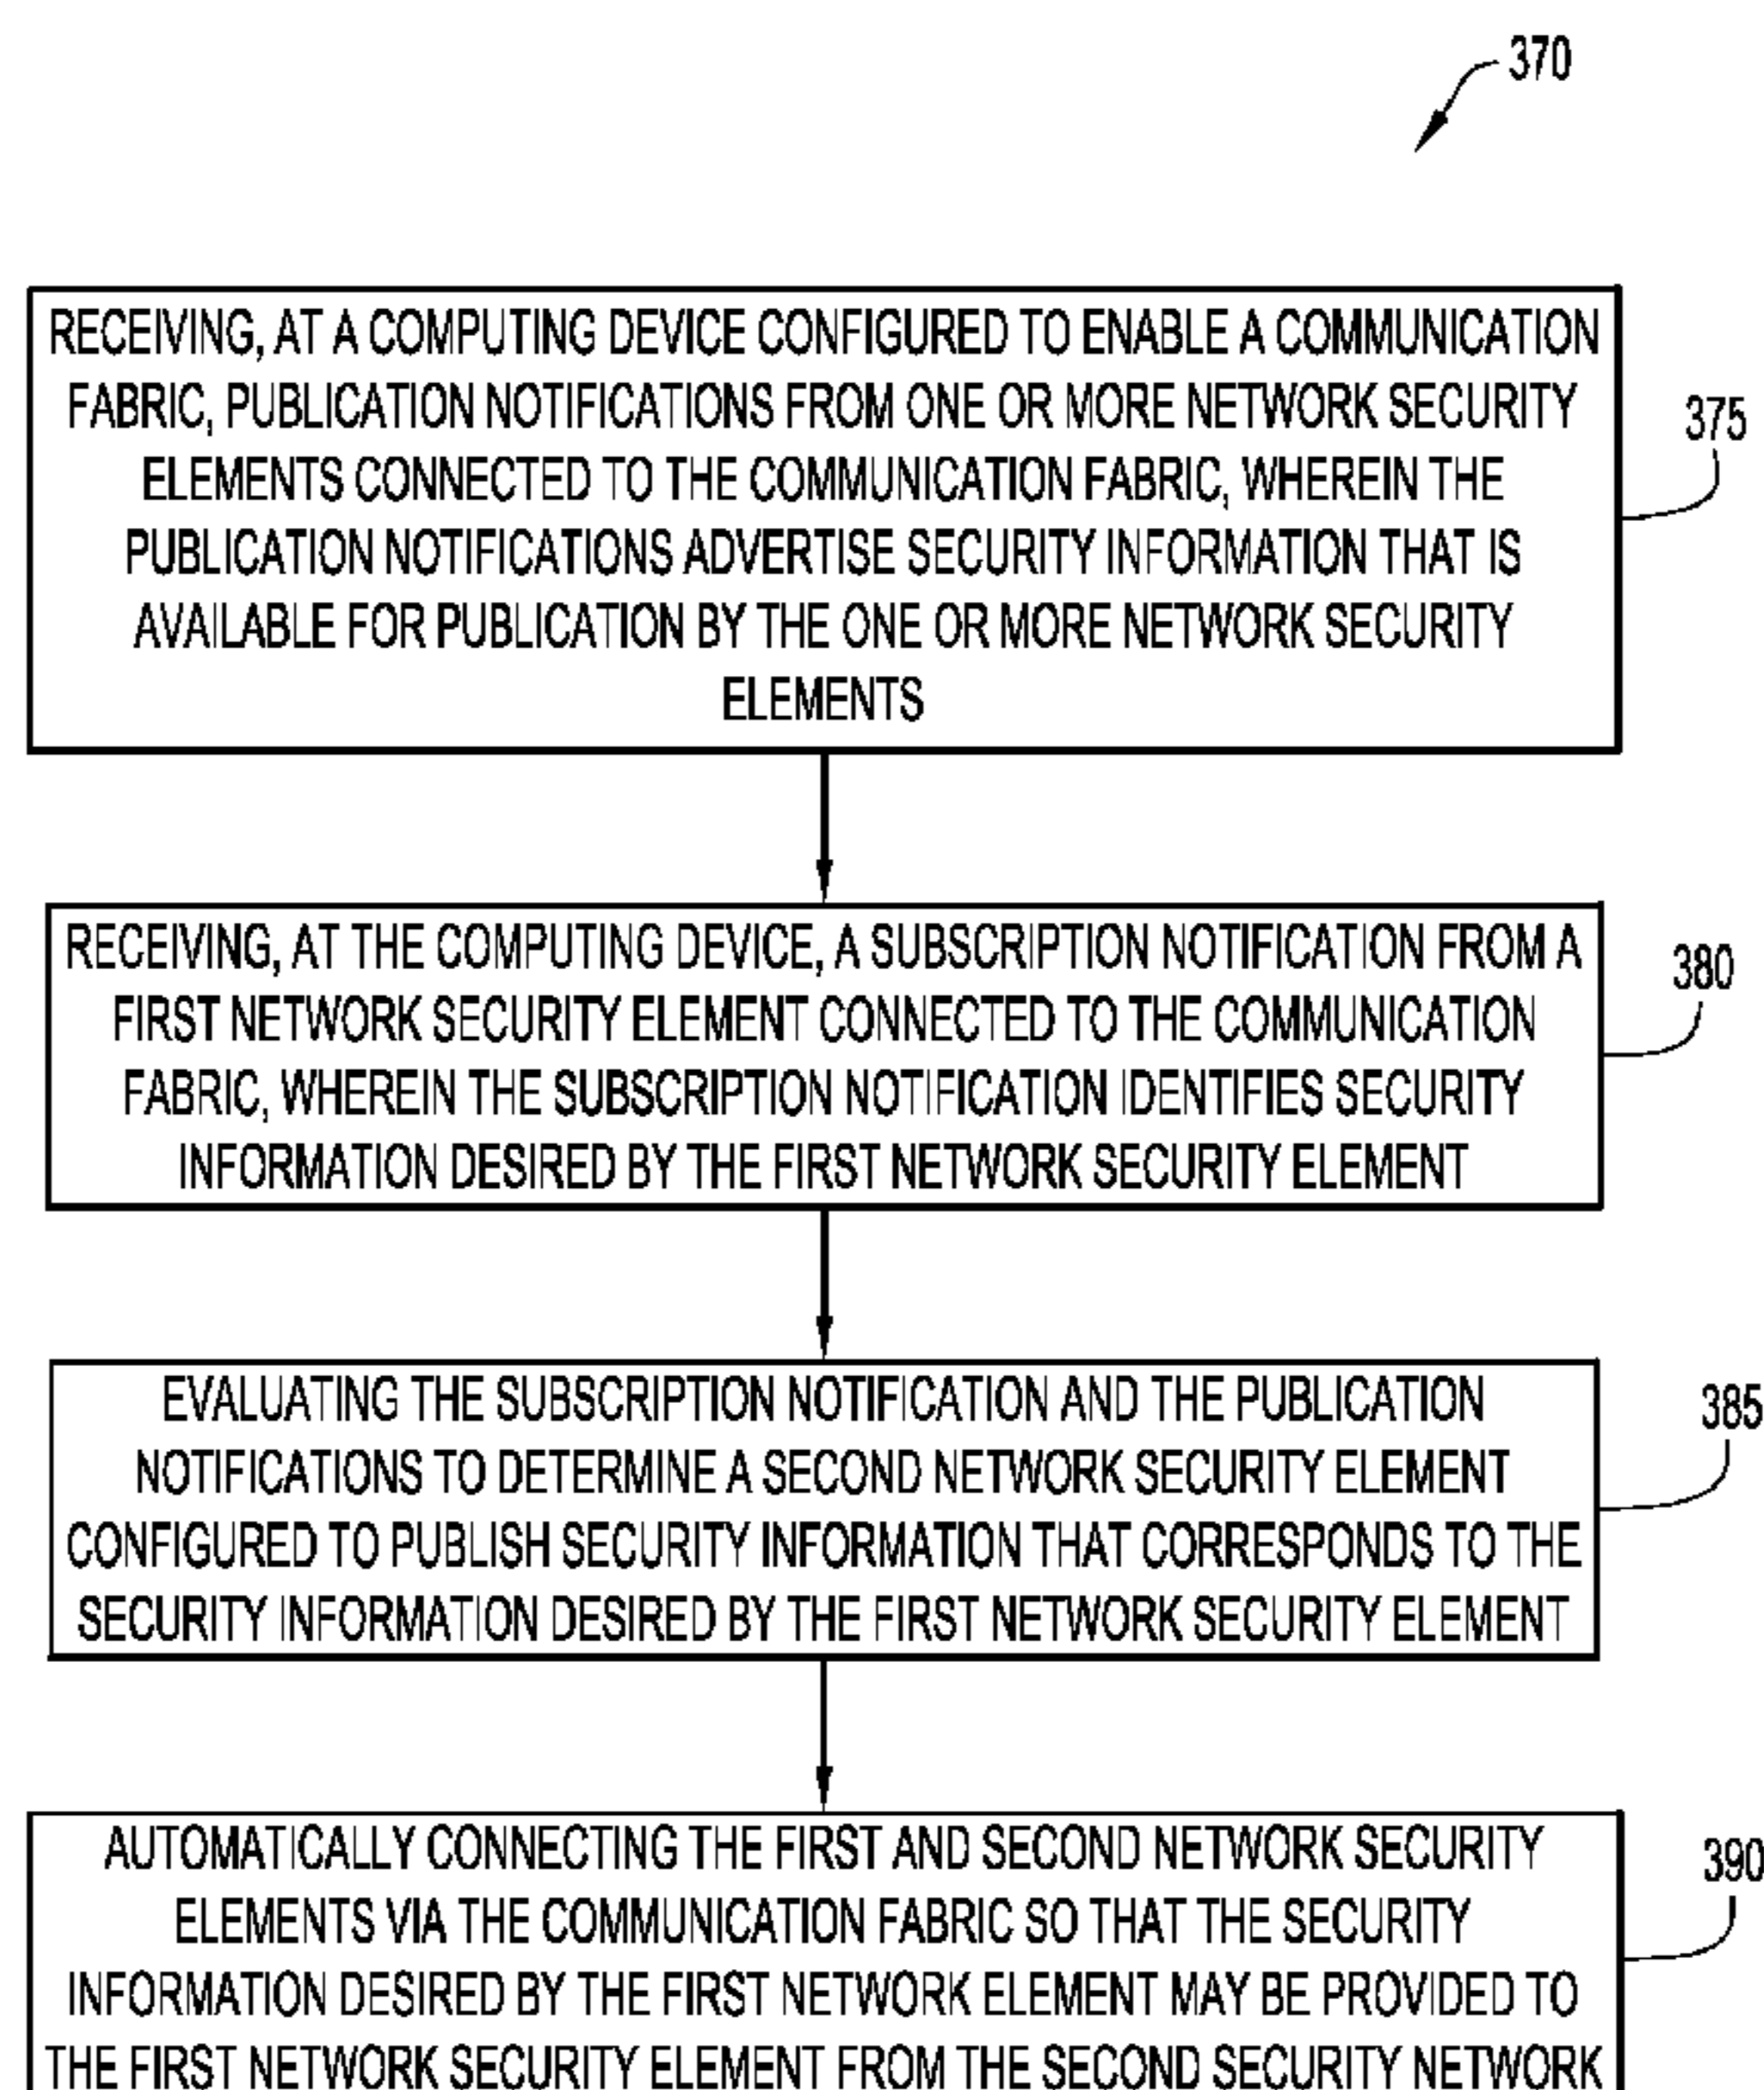 370
RECEIVING, AT A COMPUTING DEVICE CONFIGURED TO ENABLE A COMMUNICATION
FABRIC, PUBLICATION NOTIFICATIONS FROM ONE OR MORE NETWORK SECURITY
ELEMENTS CONNECTED TO THE COMMUNICATION FABRIC, WHEREIN THE
PUBLICATION NOTIFICATIONS ADVERTISE SECURITY INFORMATION THAT IS
AVAILABLE FOR PUBLICATION BY THE ONE OR MORE NETWORK SECURITY
ELEMENTS
375
RECEIVING, AT THE COMPUTING DEVICE, A SUBSCRIPTION NOTIFICATION FROM A
FIRST NETWORK SECURITY ELEMENT CONNECTED TO THE COMMUNICATION
FABRIC, WHEREIN THE SUBSCRIPTION NOTIFICATION IDENTIFIES SECURITY
INFORMATION DESIRED BY THE FIRST NETWORK SECURITY ELEMENT
380
EVALUATING THE SUBSCRIPTION NOTIFICATION AND THE PUBLICATION
NOTIFICATIONS TO DETERMINE A SECOND NETWORK SECURITY ELEMENT
CONFIGURED TO PUBLISH SECURITY INFORMATION THAT CORRESPONDS TO THE
SECURITY INFORMATION DESIRED BY THE FIRST NETWORK SECURITY ELEMENT
385
AUTOMATICALLY CONNECTING THE FIRST AND SECOND NETWORK SECURITY
ELEMENTS VIA THE COMMUNICATION FABRIC SO THAT THE SECURITY
INFORMATION DESIRED BY THE FIRST NETWORK ELEMENT MAY BE PROVIDED TO
THE FIRST NETWORK SECURITY ELEMENT FROM THE SECOND SECURITY NETWORK
390